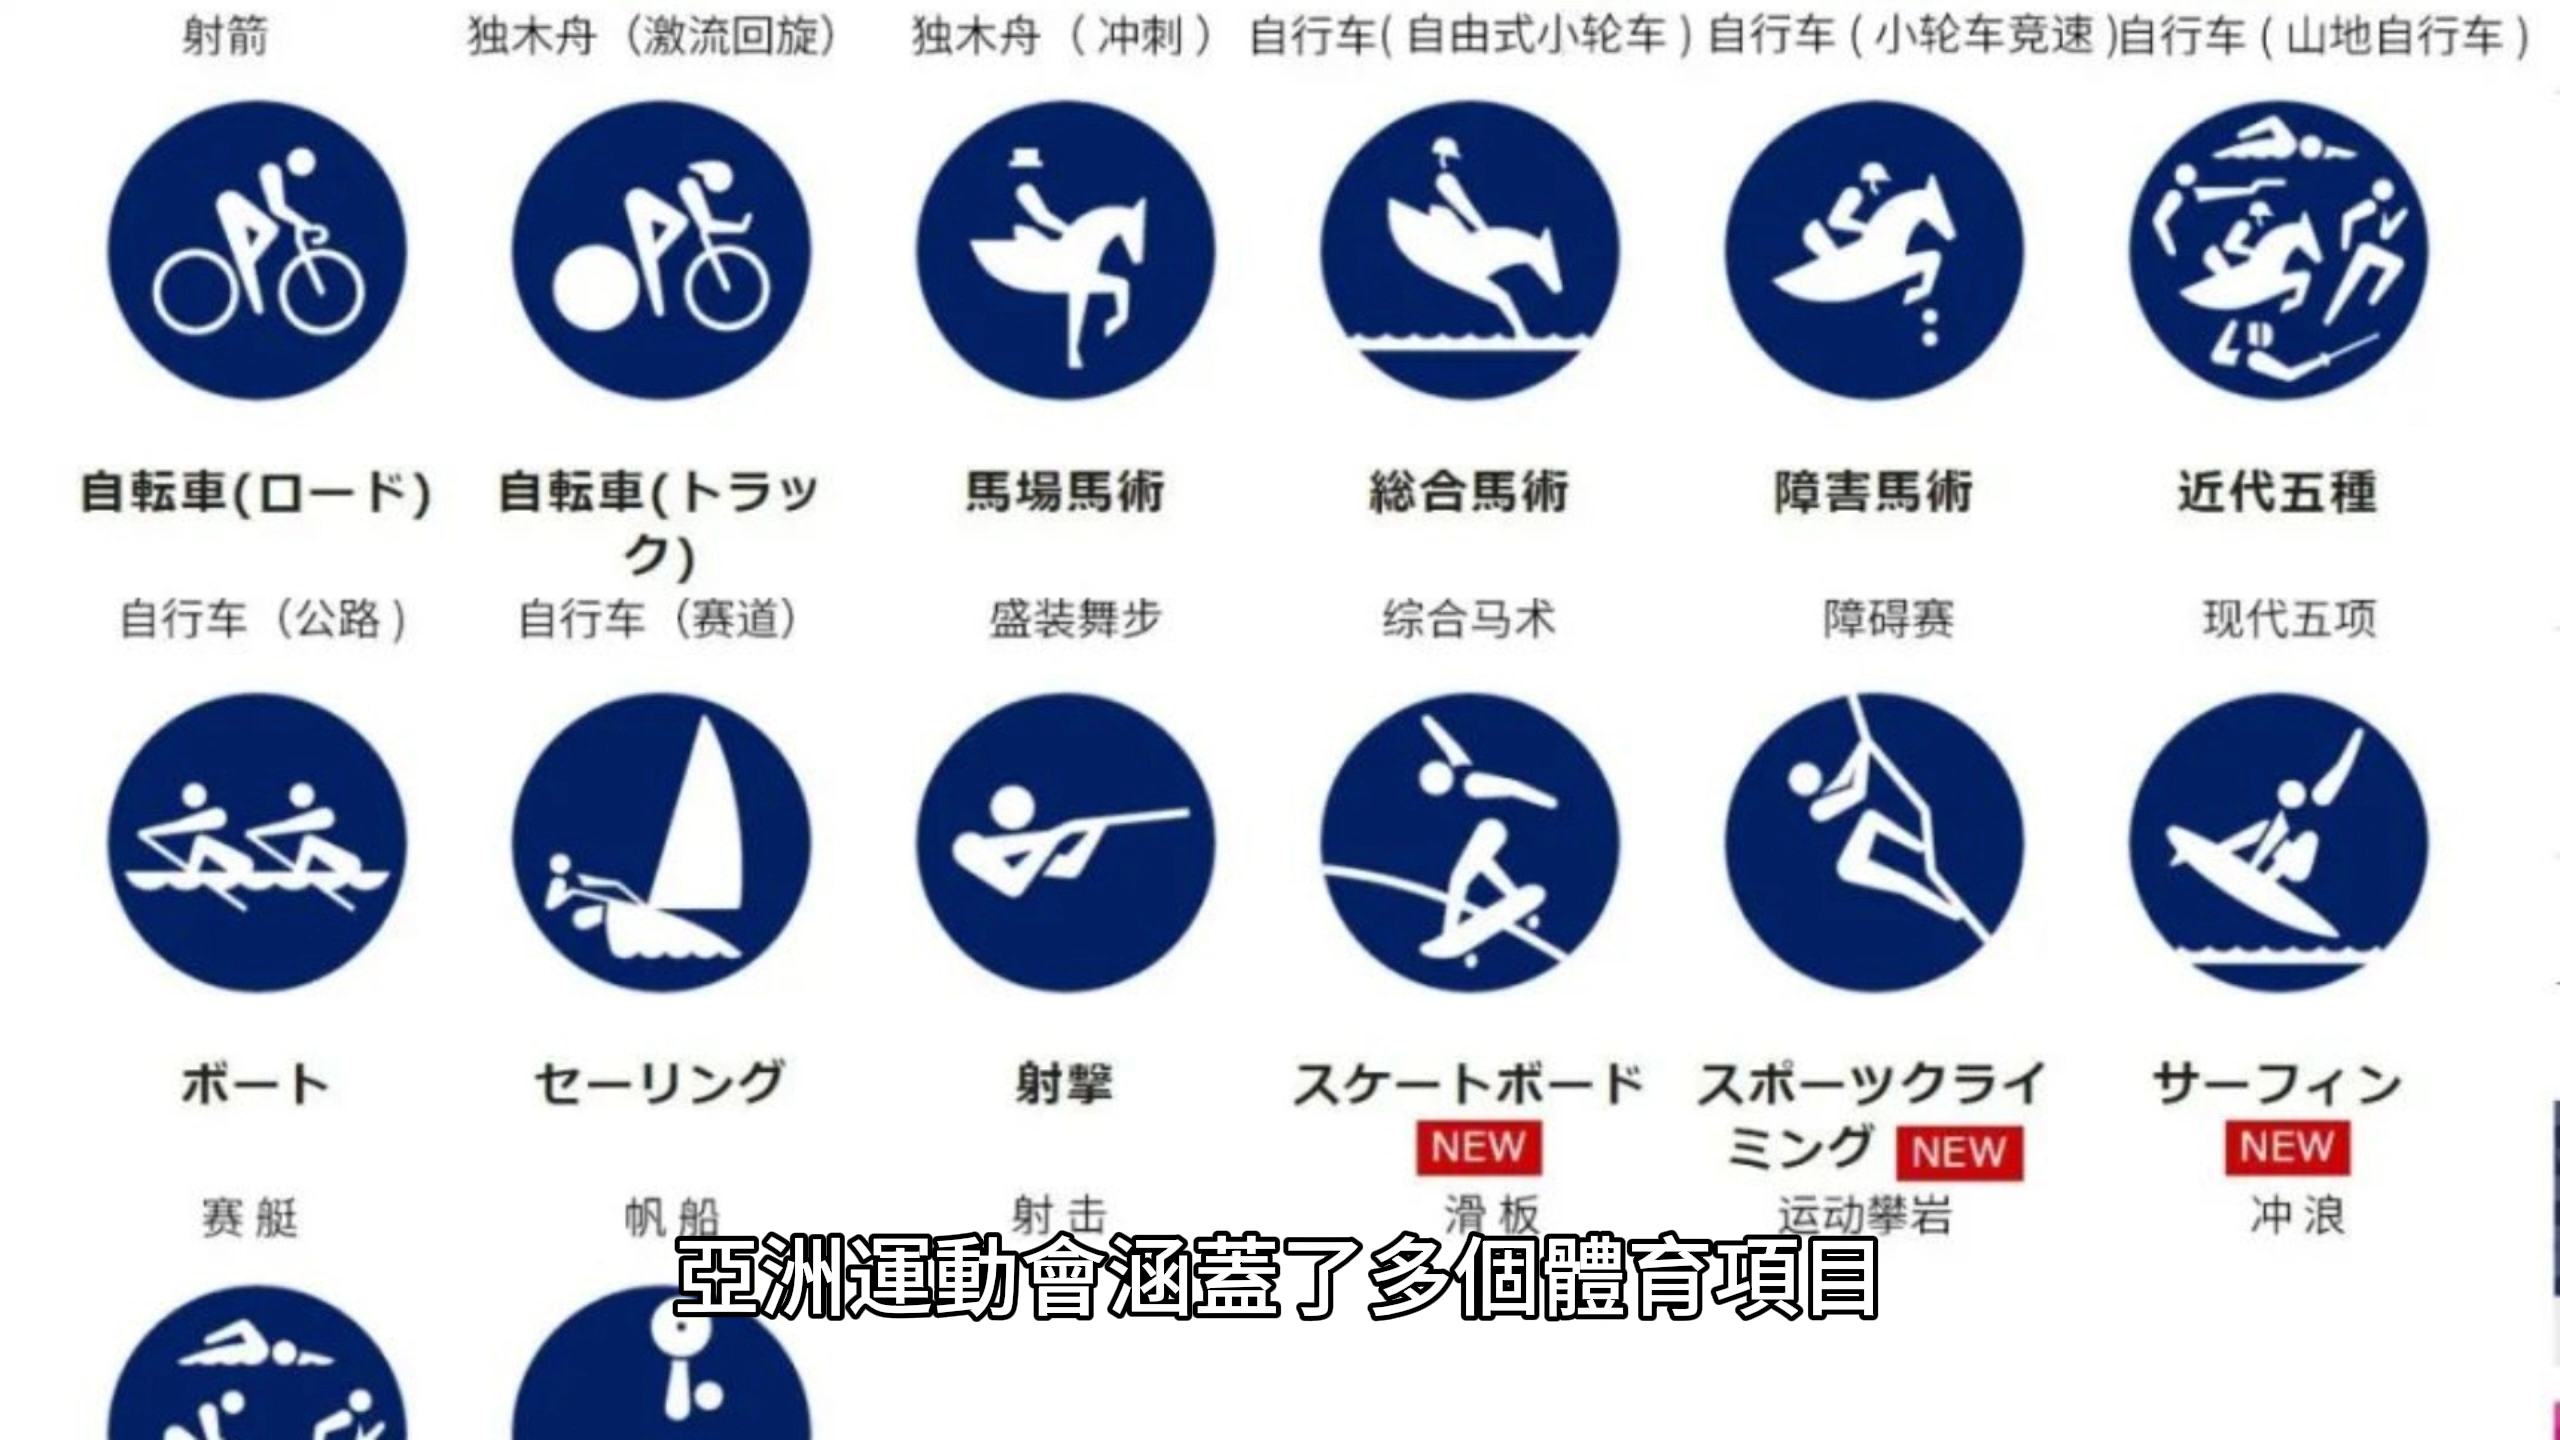 射箭 独木舟（激流回旋） 独木舟（冲刺） 自行车(自由式小轮车) 自行车(小轮车竞速)自行车(山地自行车)
自転車(ロード) 自転車(トラッ 馬場馬術 総合馬術 障害馬術 近代五種
ク)
自行车（公路） 自行车（赛道） 盛装舞步 综合马术 障碍赛 现代五项
ボート セーリング 射撃 スケートボード スポーツクライ サーフィン
NEW ミング NEW NEW
赛艇 帆船 射击 滑板 运动攀岩 冲浪
亞洲運動會涵蓋了多個體育項目